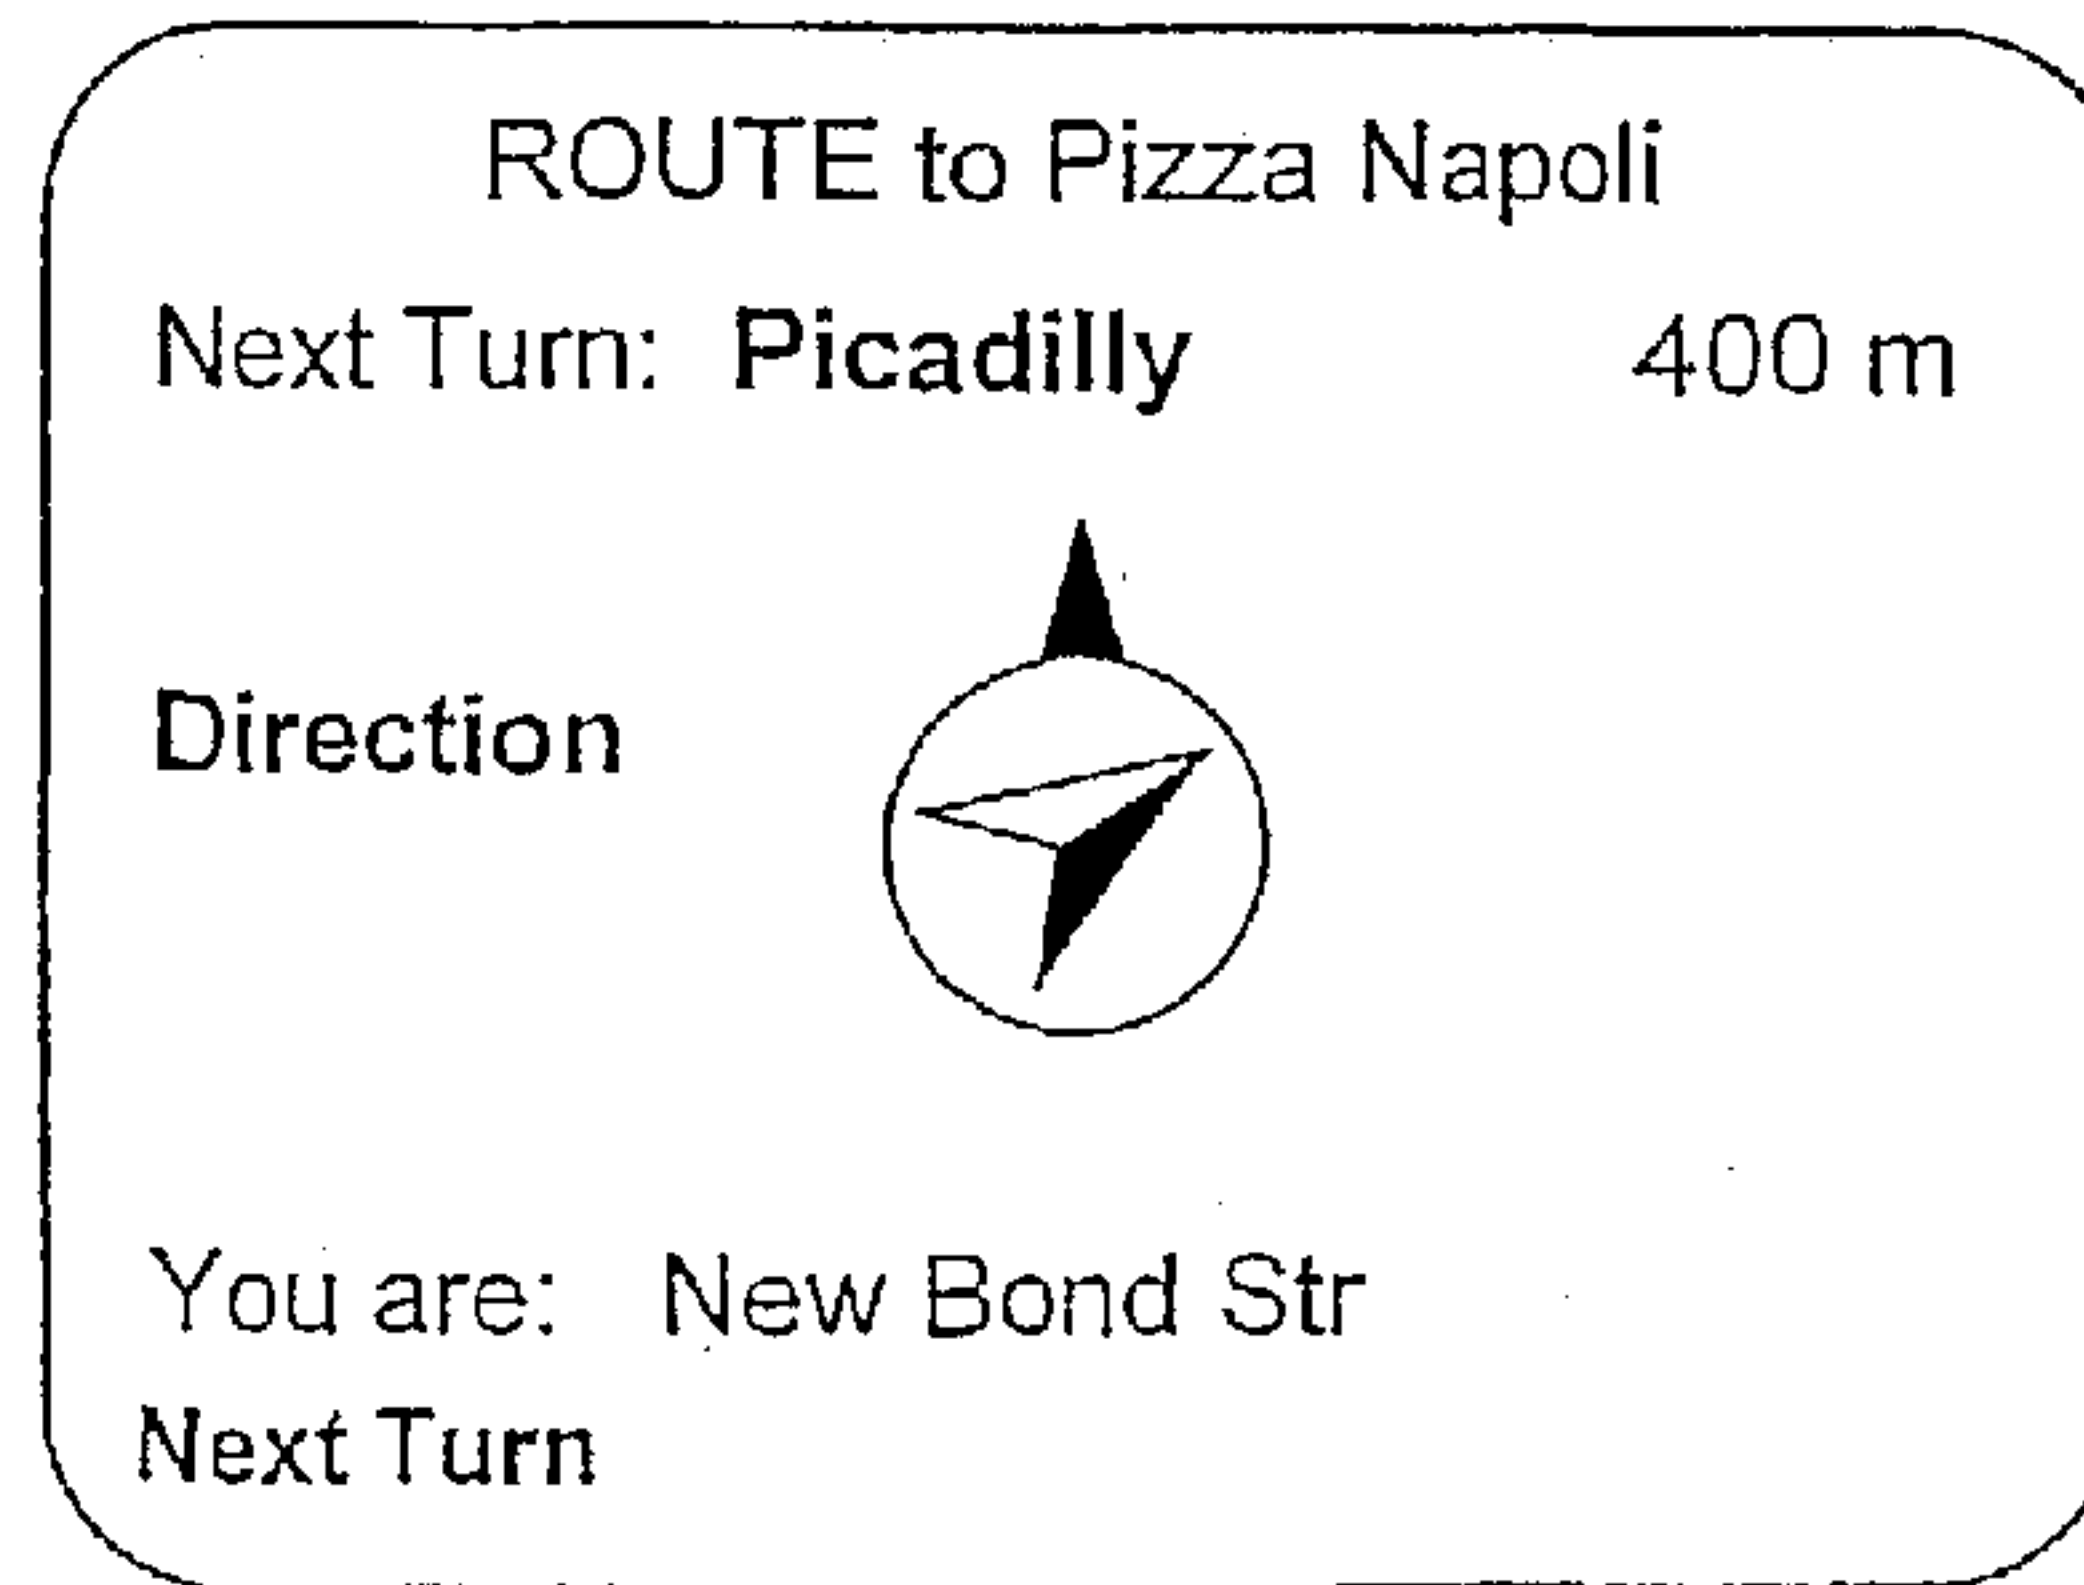 ROUTE to Pizza Napoli
Next Turn: Picadilly 400 m
Direction
You are: New Bond Str
Next Turn